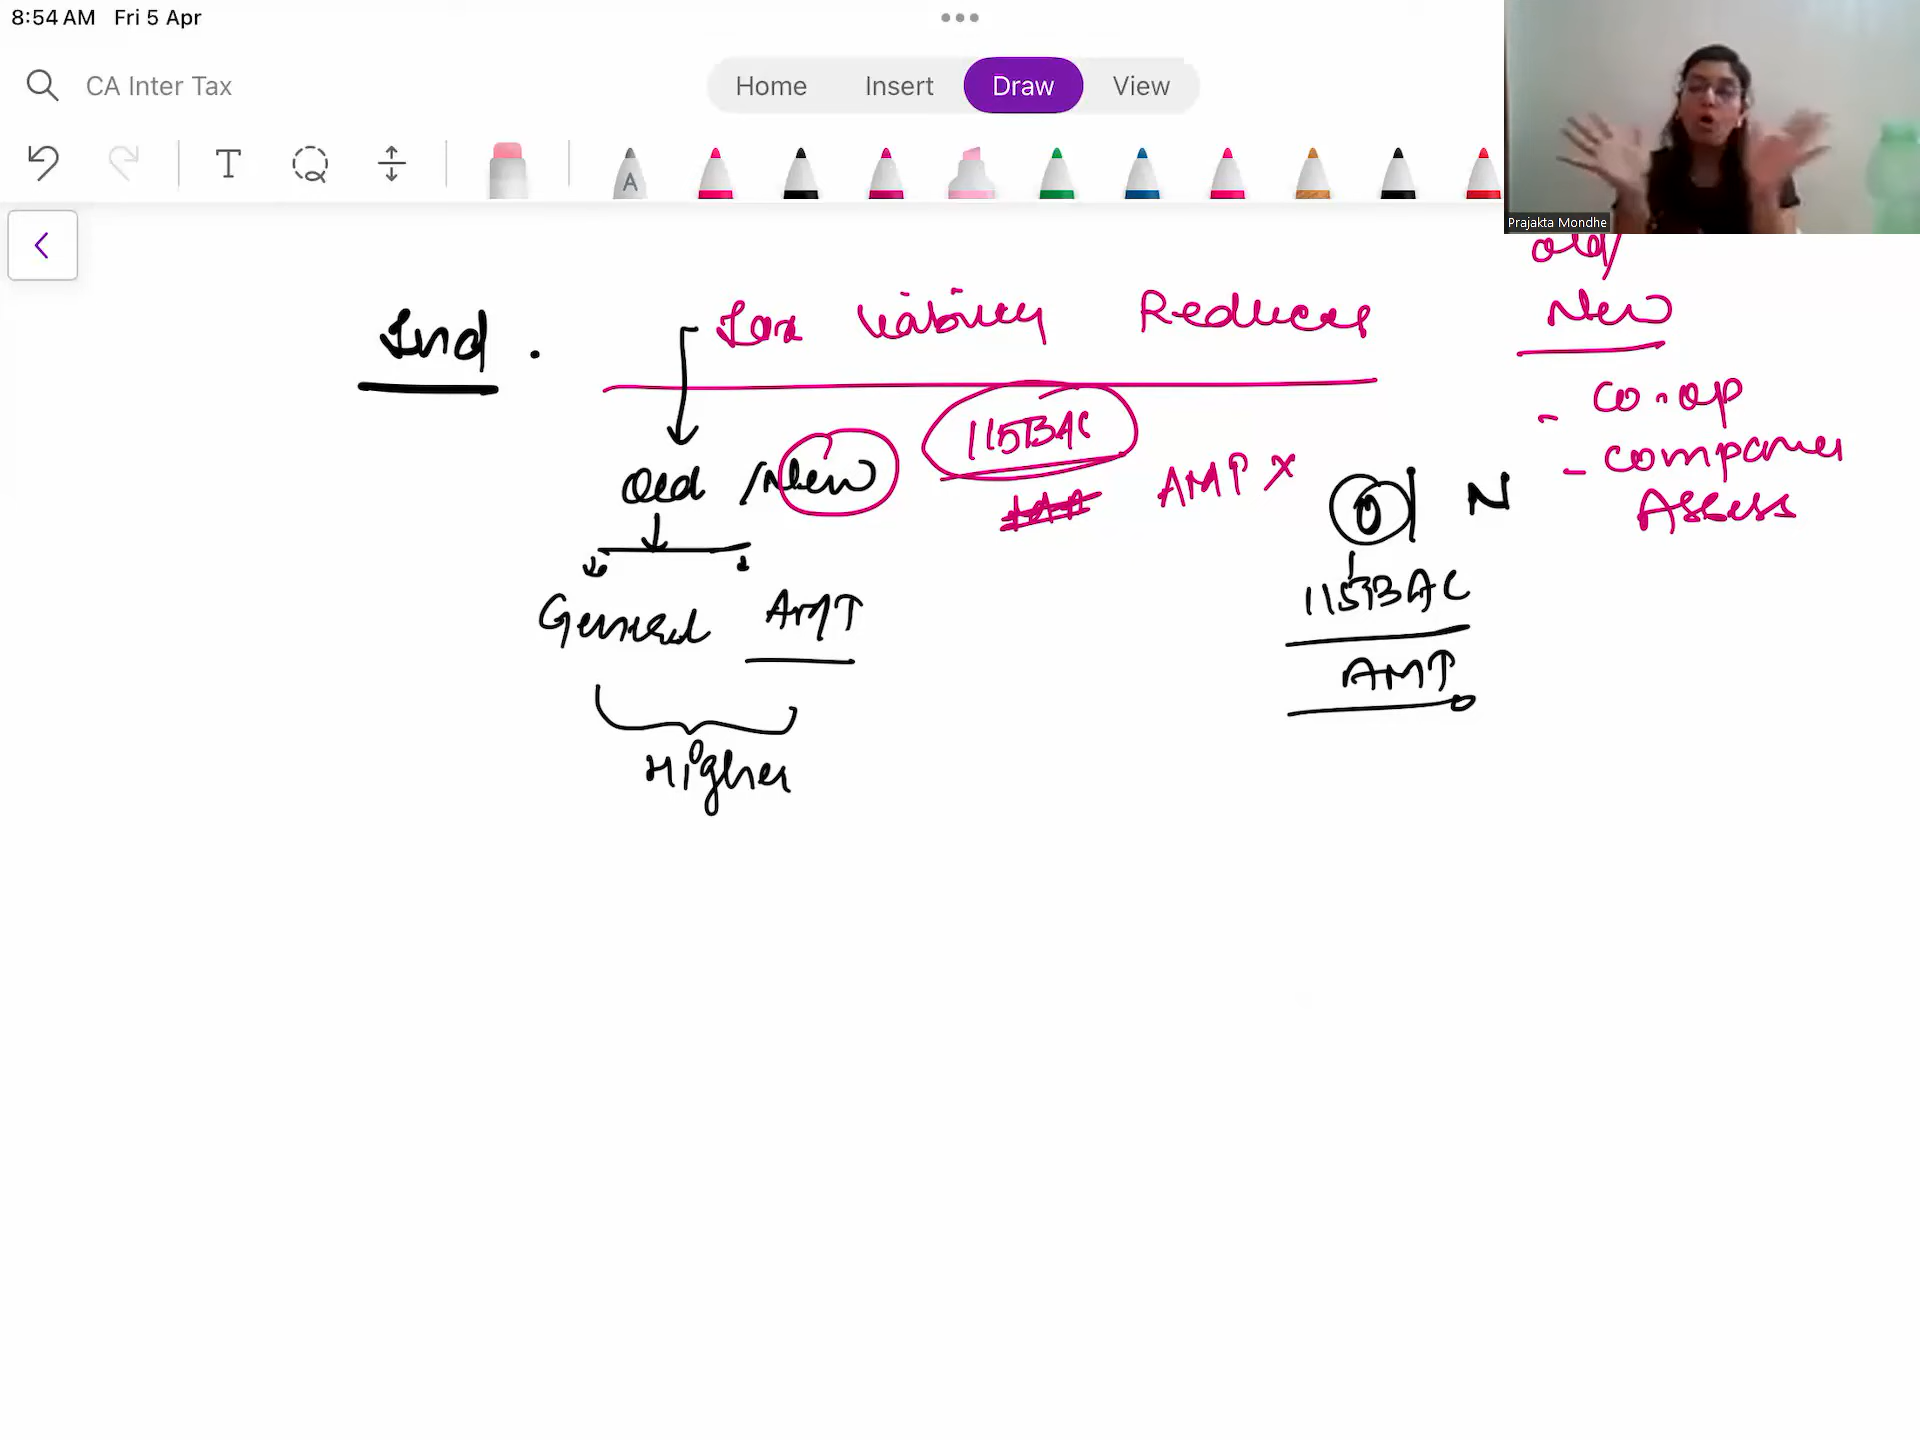 8:54 AM Fri 5 Apr
CA Inter Tax
Home Insert Draw View
T
A
Prajakta Mondhe
old/
New
Ind . Tax liability Reduces
- co-op
- companies
Assess
115BAC
Old /New
AMT x
O | N
General AMT
115BAC
AMT
Higher